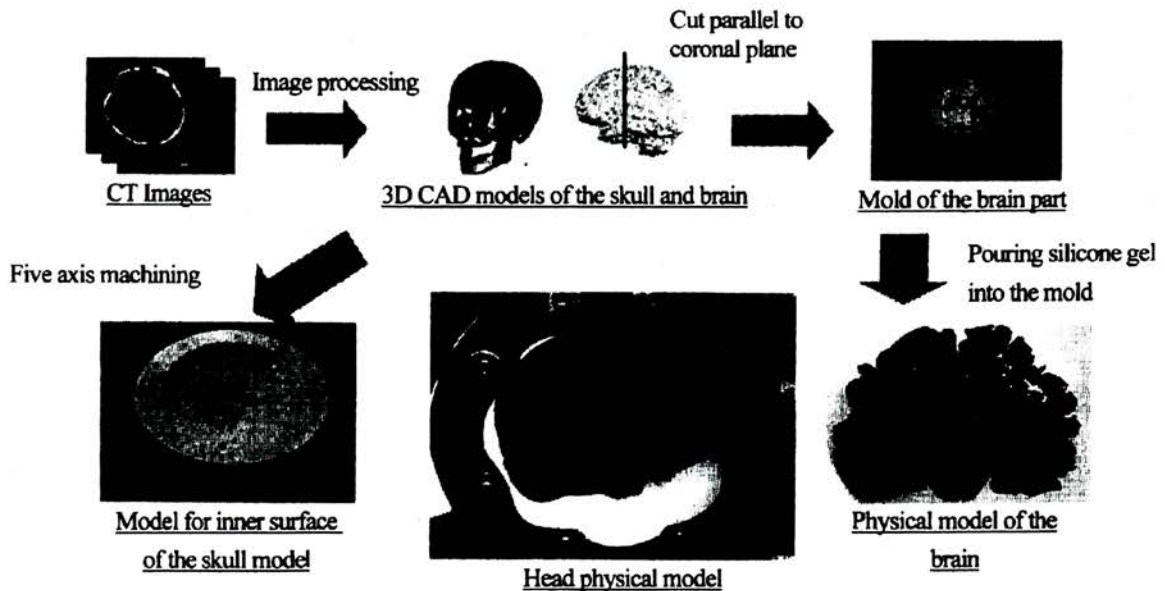 Cut parallel to
coronal plane
Image processing
CT Images
3D CAD models of the skull and brain
Mold of the brain part
Five axis machining
Pouring silicone gel
into the mold
Model for inner surface
of the skull model
Head physical model
Physical model of the
brain